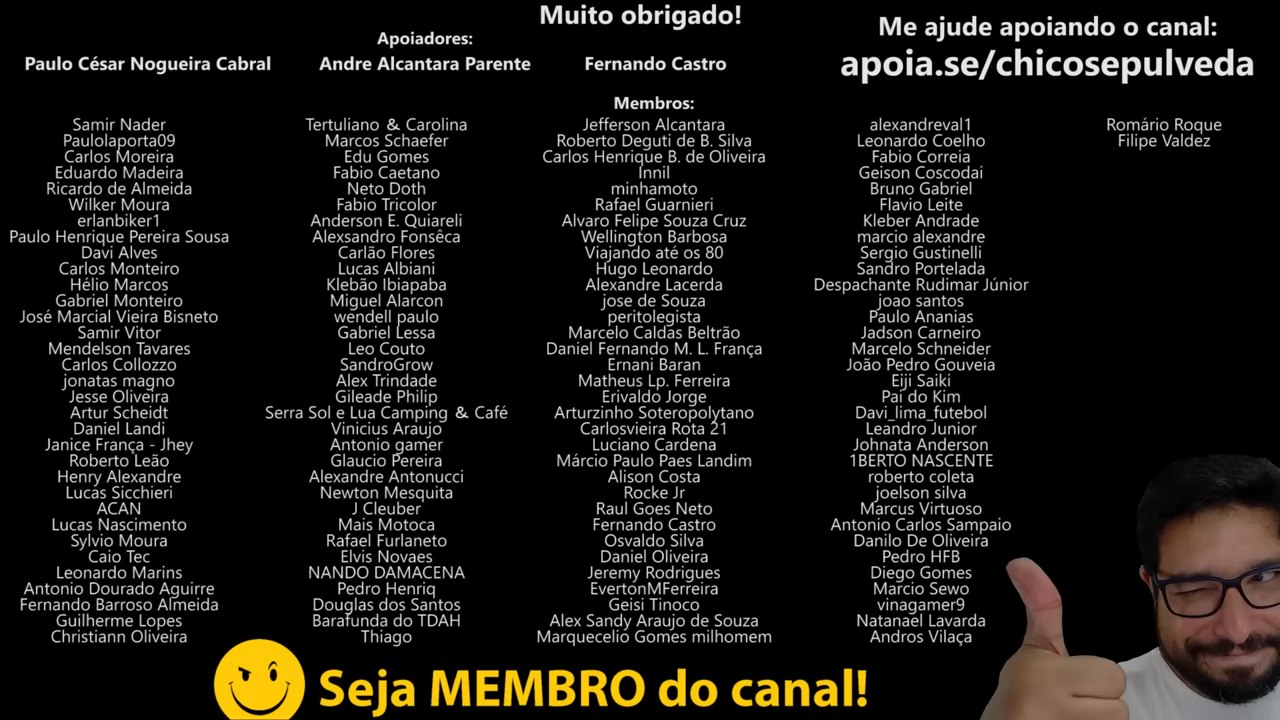 Muito obrigado!
Me ajude apoiando o canal:
apoia.se/chicosepulveda
Apoiadores:
Paulo César Nogueira Cabral
Andre Alcantara Parente
Fernando Castro
Membros:
Samir Nader
Paulolaporta09
Carlos Moreira
Eduardo Madeira
Ricardo de Almeida
Wilker Moura
erlanbiker1
Paulo Henrique Pereira Sousa
Davi Alves
Carlos Monteiro
Hélio Marcos
Gabriel Monteiro
José Marcial Vieira Bisneto
Samir Vitor
Mendelson Tavares
Carlos Collozzo
jonatas magno
Jesse Oliveira
Artur Scheidt
Daniel Landi
Janice França - Jhey
Roberto Leão
Henry Alexandre
Lucas Sicchieri
ACAN
Lucas Nascimento
Sylvio Moura
Caio Tec
Leonardo Marins
Antonio Dourado Aguirre
Fernando Barroso Almeida
Guilherme Lopes
Christiann Oliveira
Tertuliano & Carolina
Marcos Schaefer
Edu Gomes
Fabio Caetano
Neto Doth
Fabio Tricolor
Anderson E. Quiareli
Alexsandro Fonsêca
Carlão Flores
Lucas Albiani
Klebão Ibiapaba
Miguel Alarcon
wendell paulo
Gabriel Lessa
Leo Couto
SandroGrow
Alex Trindade
Gileade Philip
Serra Sol e Lua Camping & Café
Vinicius Araujo
Antonio gamer
Glaucio Pereira
Alexandre Antonucci
Newton Mesquita
J Cleuber
Mais Motoca
Rafael Furlaneto
Elvis Novaes
NANDO DAMACENA
Pedro Henriq
Douglas dos Santos
Barafunda do TDAH
Thiago
Jefferson Alcantara
Roberto Deguti de B. Silva
Carlos Henrique B. de Oliveira
Innil
minhamoto
Rafael Guarnieri
Alvaro Felipe Souza Cruz
Wellington Barbosa
Viajando até os 80
Hugo Leonardo
Alexandre Lacerda
jose de Souza
peritolegista
Marcelo Caldas Beltrão
Daniel Fernando M. L. França
Ernani Baran
Matheus Lp. Ferreira
Erivaldo Jorge
Arturzinho Soteropolytano
Carlosvieira Rota 21
Luciano Cardena
Márcio Paulo Paes Landim
Alison Costa
Rocke Jr
Raul Goes Neto
Fernando Castro
Osvaldo Silva
Daniel Oliveira
Jeremy Rodrigues
EvertonMFerreira
Geisi Tinoco
Alex Sandy Araujo de Souza
Marquecelio Gomes milhomem
alexandreval1
Leonardo Coelho
Fabio Correia
Geison Coscodai
Bruno Gabriel
Flavio Leite
Kleber Andrade
marcio alexandre
Sergio Gustinelli
Sandro Portelada
Despachante Rudimar Júnior
joao santos
Paulo Ananias
Jadson Carneiro
Marcelo Schneider
João Pedro Gouveia
Eiji Saiki
Pai do Kim
Davi_lima_futebol
Leandro Junior
Johnata Anderson
1BERTO NASCENTE
roberto coleta
joelson silva
Marcus Virtuoso
Antonio Carlos Sampaio
Danilo De Oliveira
Pedro HFB
Diego Gomes
Marcio Sewo
vinagamer9
Natanael Lavarda
Andros Vilaça
Romário Roque
Filipe Valdez
Seja MEMBRO do canal!